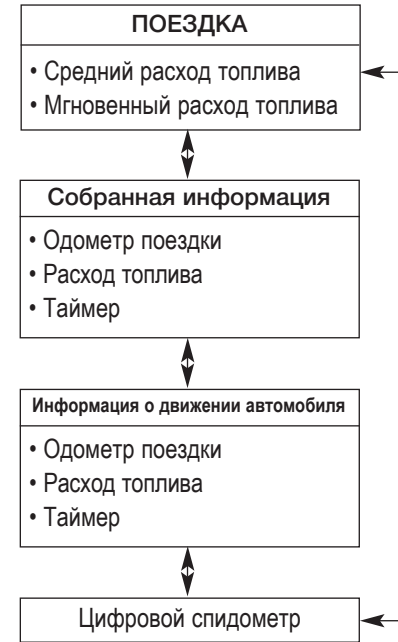 ПОЕЗДКА
• Средний расход топлива
• Мгновенный расход топлива
Собранная информация
• Одометр поездки
• Расход топлива
• Таймер
Информация о движении автомобиля
• Одометр поездки
• Расход топлива
• Таймер
Цифровой спидометр